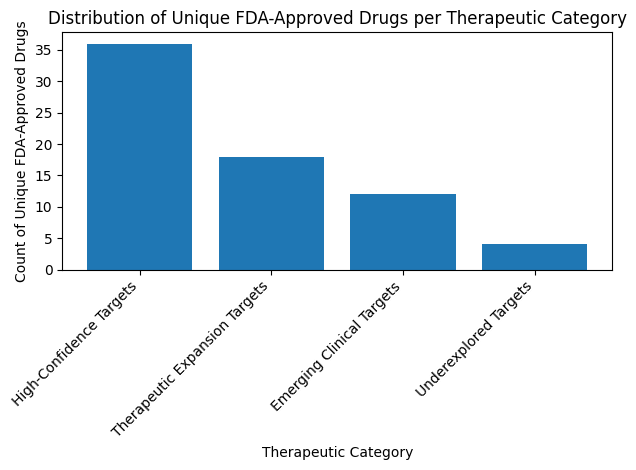 Distribution of Unique FDA-Approved Drugs per Therapeutic Category
Count of Unique FDA-Approved Drugs
35
30
25
20
15
10
5
0
High-Confidence Targets
Therapeutic Expansion Targets
Emerging Clinical Targets
Underexplored Targets
Therapeutic Category